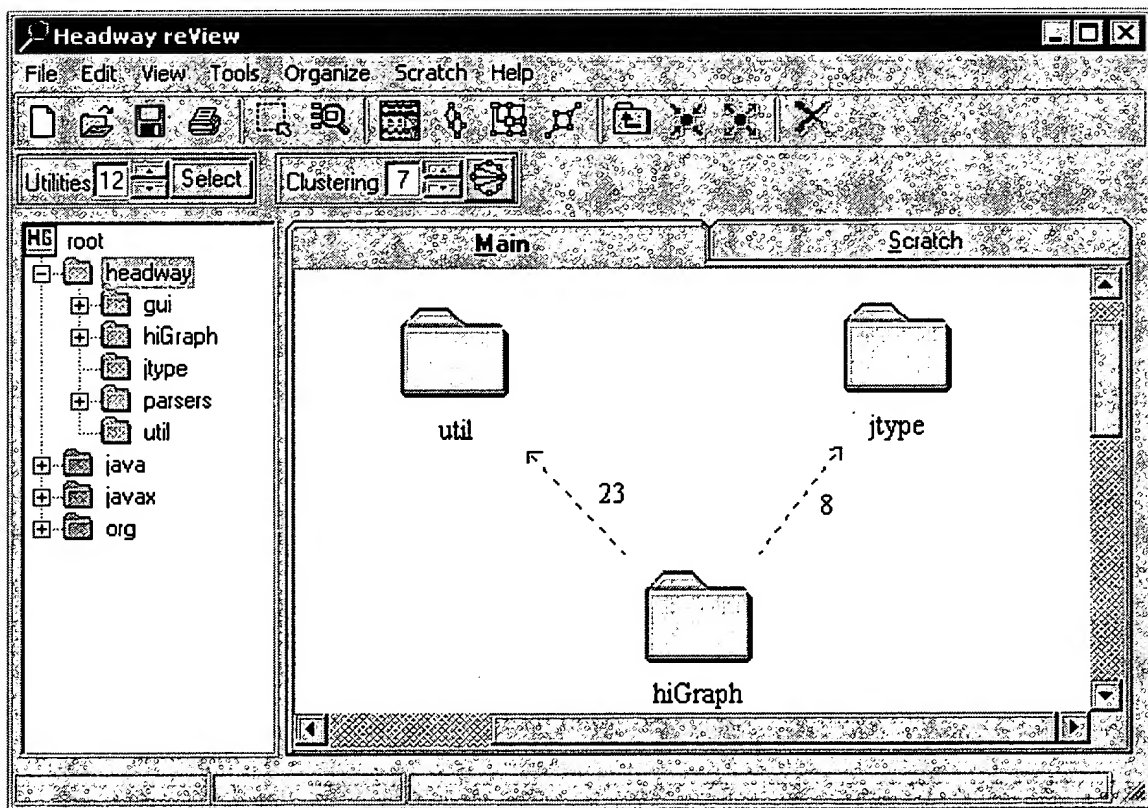 Headway reView
File Edit View Tools Organize Scratch Help
Utilities 12 Select Clustering 7
HG root
headway
gui
hiGraph
jtype
parsers
util
java
javax
org
Main Scratch
util
jtype
23
8
hiGraph